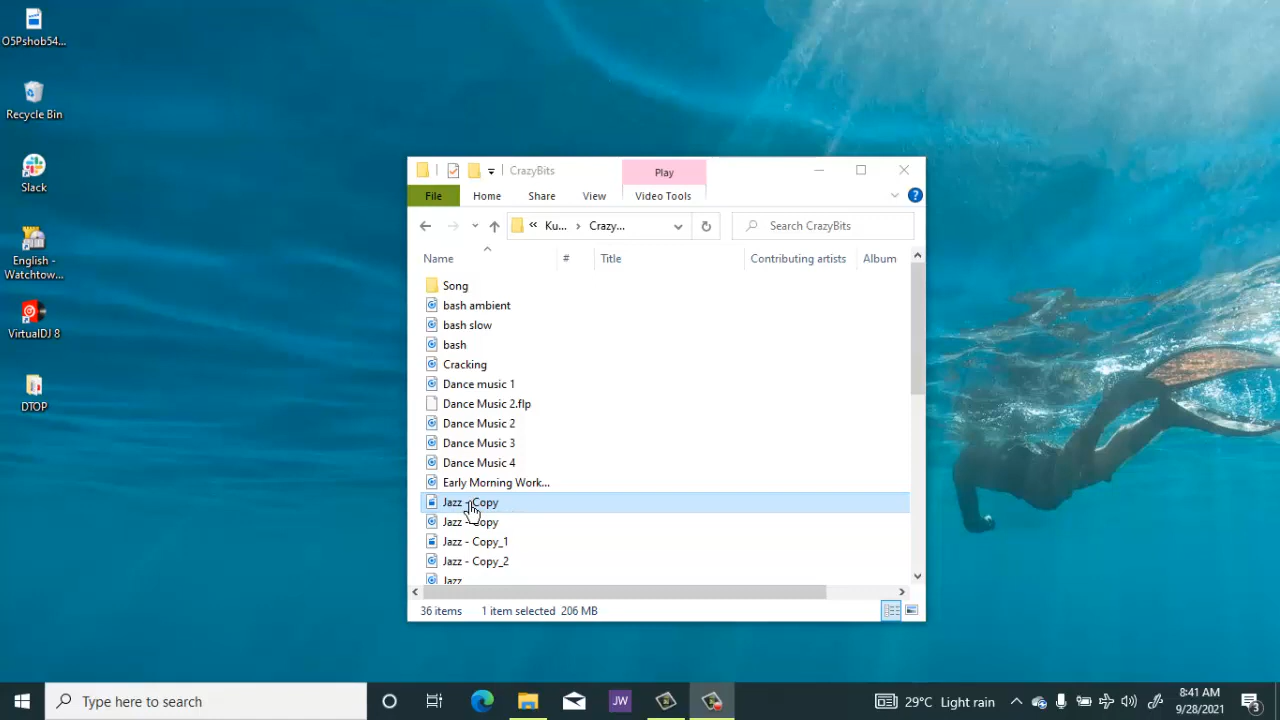 O5Pshob54...
Recycle Bin
Slack
English -
Watchtow...
VirtualDJ 8
DTOP
CrazyBits
Play
File
Home
Share
View
Video Tools
« Ku... › Crazy...
Search CrazyBits
Name
#
Title
Contributing artists
Album
Song
bash ambient
bash slow
bash
Cracking
Dance music 1
Dance Music 2.flp
Dance Music 2
Dance Music 3
Dance Music 4
Early Morning Work...
Jazz - Copy
Jazz - Copy
Jazz - Copy_1
Jazz - Copy_2
Jazz
36 items
1 item selected 206 MB
Type here to search
JW
29°C Light rain
8:41 AM
9/28/2021
3